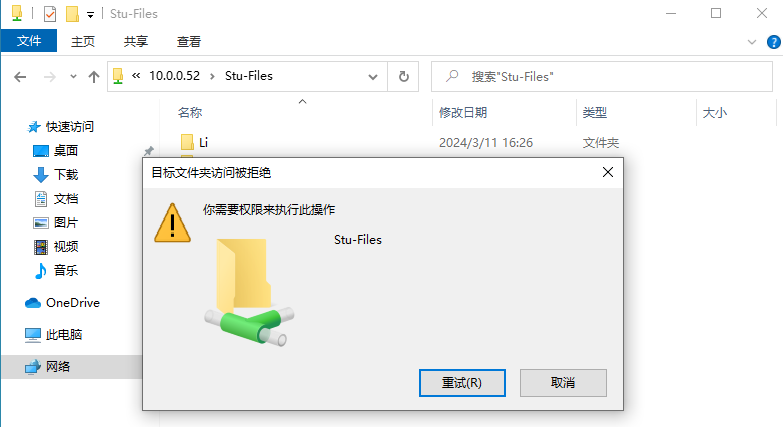 Stu-Files
文件 主页 共享 查看
« 10.0.0.52 › Stu-Files 搜索"Stu-Files"
名称 修改日期 类型 大小
快速访问
Li 2024/3/11 16:26 文件夹
桌面
下载
文档
图片
视频
音乐
OneDrive
此电脑
网络
目标文件夹访问被拒绝
你需要权限来执行此操作
Stu-Files
重试(R) 取消